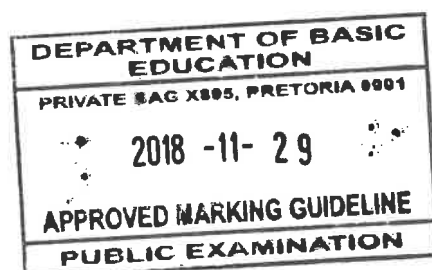 DEPARTMENT OF BASIC
EDUCATION
PRIVATE BAG X895, PRETORIA 0001
2018 -11- 29
APPROVED MARKING GUIDELINE
PUBLIC EXAMINATION